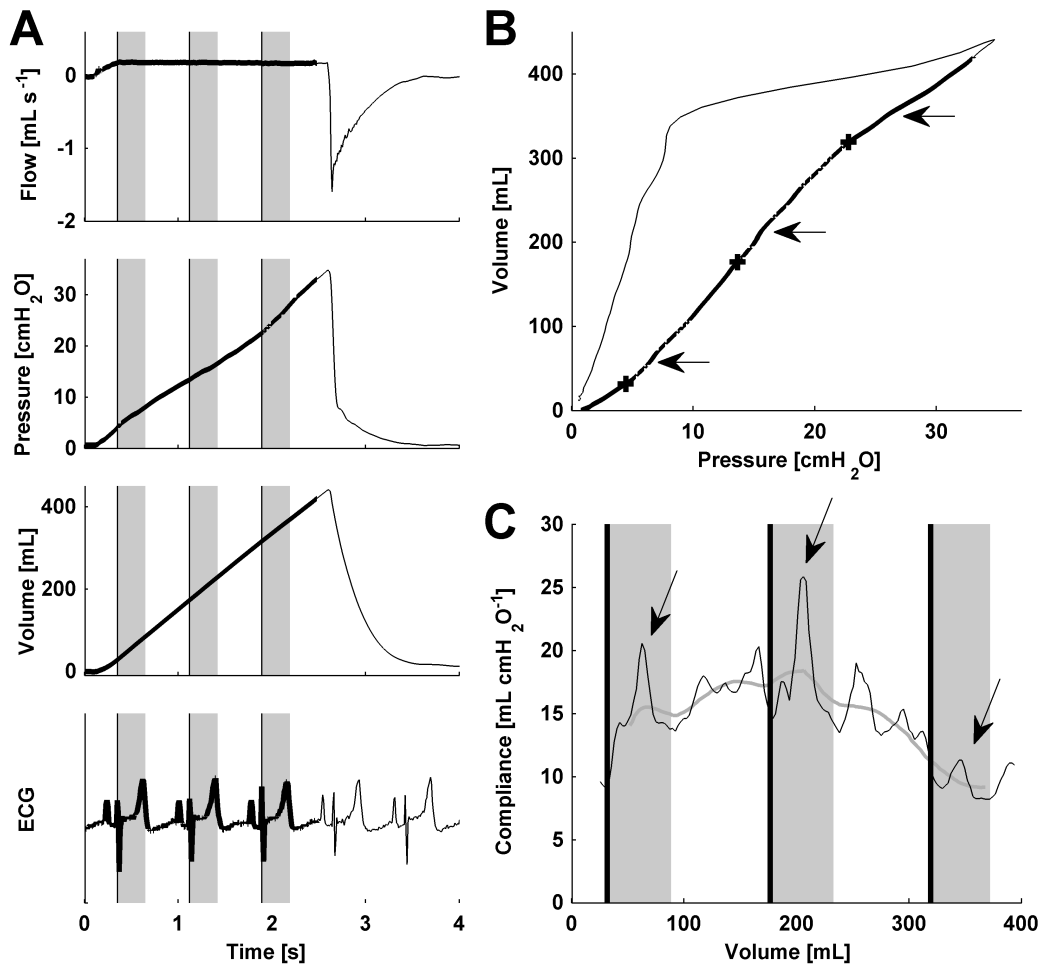 A
0
-1
-2
Flow [mL s⁻¹]
30
20
10
0
Pressure [cmH₂O]
400
200
0
Volume [mL]
ECG
0 1 2 3 4
Time [s]
B
400
300
200
100
0
Volume [mL]
0 10 20 30
Pressure [cmH₂O]
C
30
25
20
15
10
5
0
Compliance [mL cmH₂O⁻¹]
0 100 200 300 400
Volume [mL]